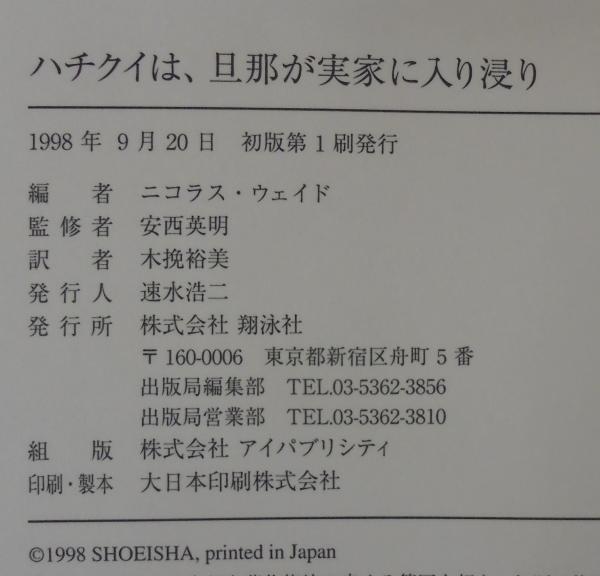 ハチクイは、旦那が実家に入り浸り
1998 年 9 月 20 日 初版第 1 刷発行
編 者 ニコラス・ウェイド
監修者 安西英明
訳 者 木挽裕美
発行人 速水浩二
発行所 株式会社 翔泳社
〒160-0006 東京都新宿区舟町 5 番
出版局編集部 TEL.03-5362-3856
出版局営業部 TEL.03-5362-3810
組 版 株式会社 アイパブリシティ
印刷・製本 大日本印刷株式会社
©1998 SHOEISHA, printed in Japan